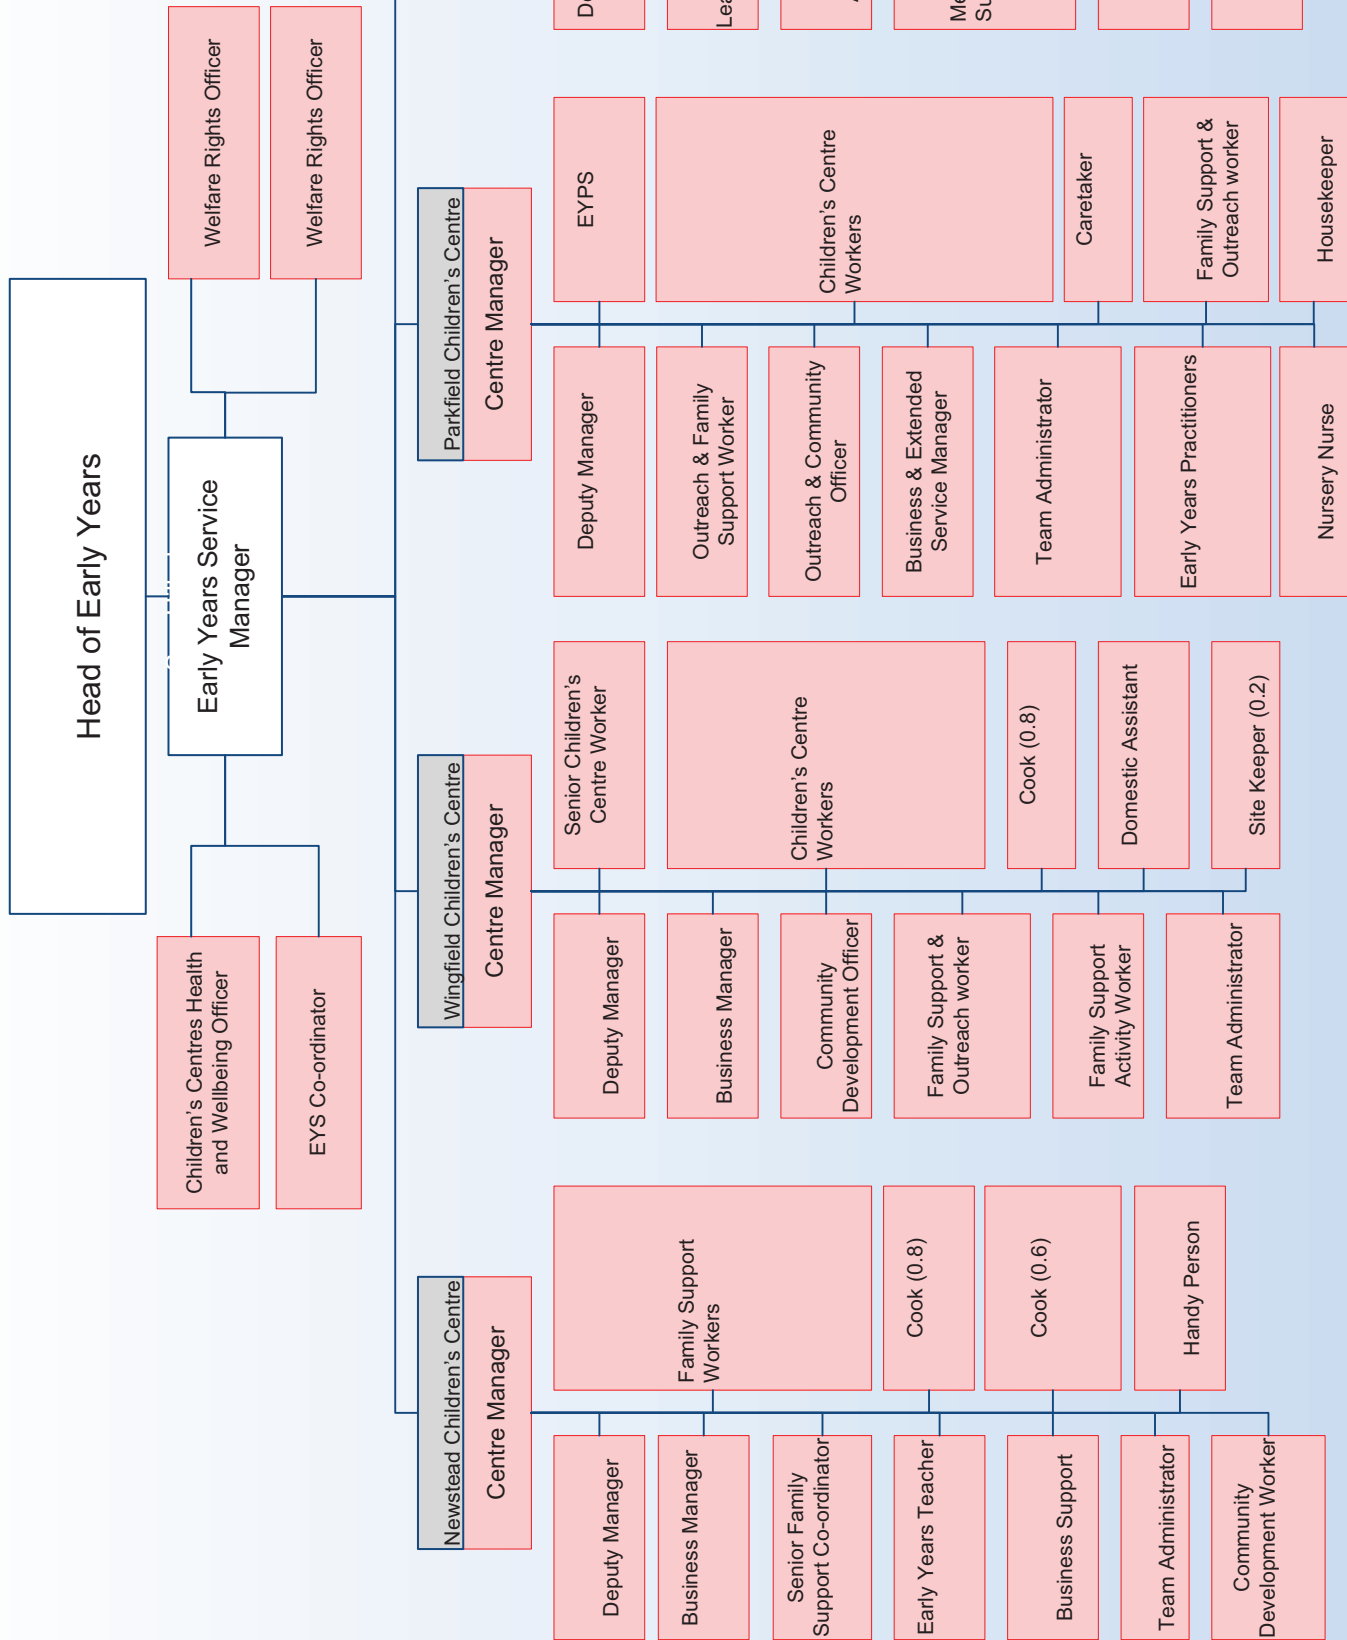 Head of Early Years
Early Years Service
Manager
Children's Centres Health
and Wellbeing Officer
EYS Co-ordinator
Welfare Rights Officer
Welfare Rights Officer
Newstead Children's Centre
Centre Manager
Deputy Manager
Business Manager
Senior Family
Support Co-ordinator
Early Years Teacher
Business Support
Team Administrator
Community
Development Worker
Family Support
Workers
Cook (0.8)
Cook (0.6)
Handy Person
Wingfield Children's Centre
Centre Manager
Deputy Manager
Business Manager
Community
Development Officer
Family Support &
Outreach worker
Family Support
Activity Worker
Team Administrator
Senior Children's
Centre Worker
Children's Centre
Workers
Cook (0.8)
Domestic Assistant
Site Keeper (0.2)
Parkfield Children's Centre
Centre Manager
Deputy Manager
Outreach & Family
Support Worker
Outreach & Community
Officer
Business & Extended
Service Manager
Team Administrator
Early Years Practitioners
Nursery Nurse
EYPS
Children's Centre
Workers
Caretaker
Family Support &
Outreach worker
Housekeeper